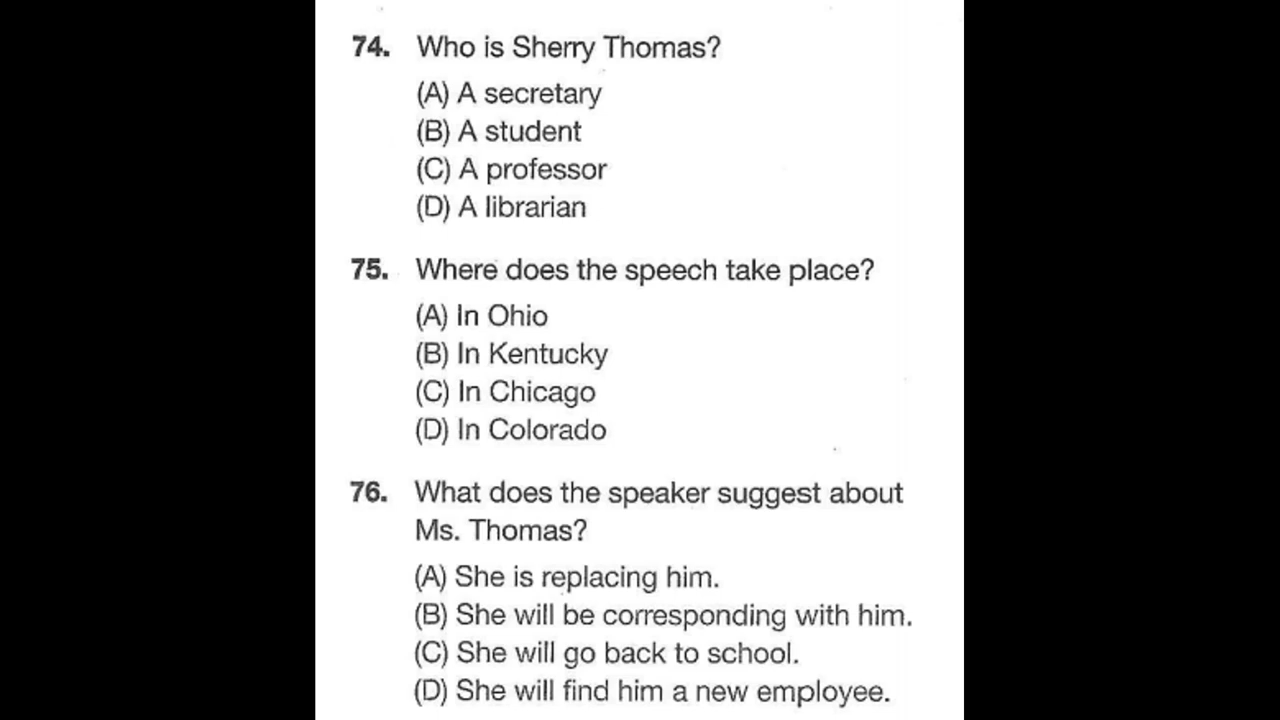 74. Who is Sherry Thomas?
(A) A secretary
(B) A student
(C) A professor
(D) A librarian
75. Where does the speech take place?
(A) In Ohio
(B) In Kentucky
(C) In Chicago
(D) In Colorado
76. What does the speaker suggest about
Ms. Thomas?
(A) She is replacing him.
(B) She will be corresponding with him.
(C) She will go back to school.
(D) She will find him a new employee.